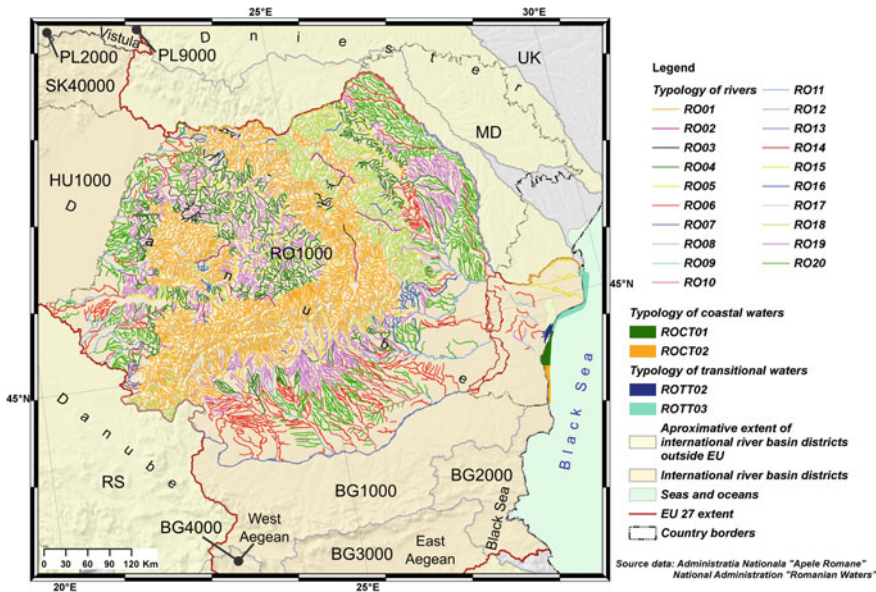 25°E
30°E
Vistula
Dniester
PL2000
PL9000
SK40000
UK
MD
HU1000
Danube
RO1000
45°N
45°N
Danube
RS
Black Sea
BG1000
BG2000
BG4000
West
Aegean
BG3000
East
Aegean
Black Sea
0 30 60 90 120 Km
20°E
25°E
Legend
Typology of rivers
RO01
RO02
RO03
RO04
RO05
RO06
RO07
RO08
RO09
RO10
RO11
RO12
RO13
RO14
RO15
RO16
RO17
RO18
RO19
RO20
Typology of coastal waters
ROCT01
ROCT02
Typology of transitional waters
ROTT02
ROTT03
Aproximative extent of
international river basin districts
outside EU
International river basin districts
Seas and oceans
EU 27 extent
Country borders
Source data: Administratia Nationala "Apele Romane"
National Administration "Romanian Waters"